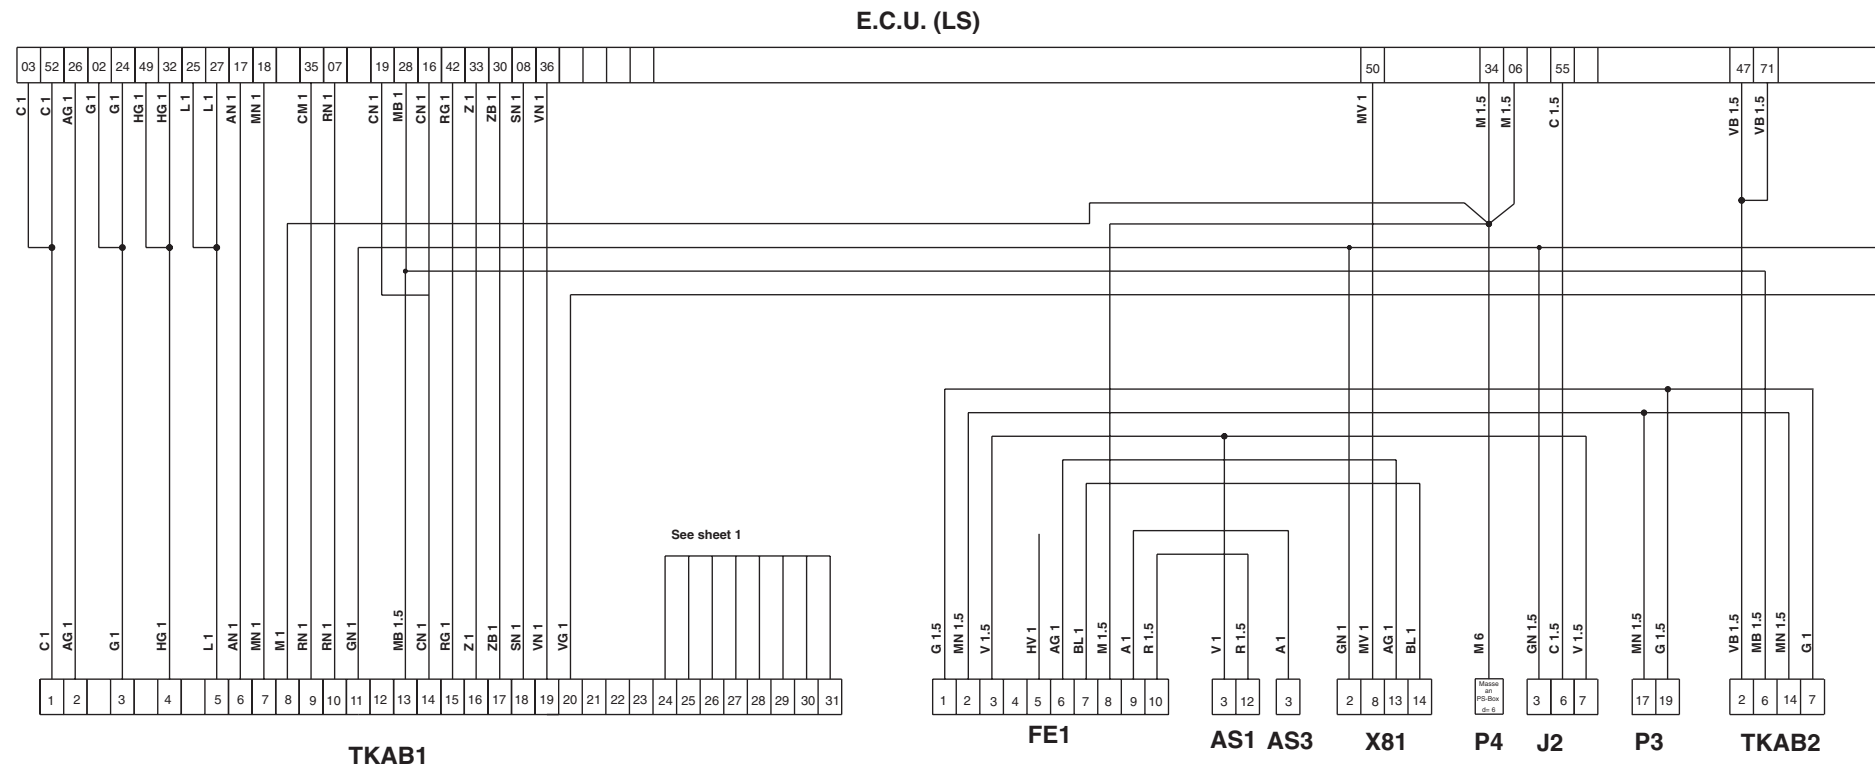 E.C.U. (LS)
03 52 26 02 24 49 32 25 27 17 18 35 07 19 28 16 42 33 30 08 36 50 34 06 55 47 71
C 1 C 1 AG 1 G 1 G 1 HG 1 HG 1 L 1 L 1 AN 1 MN 1 CM 1 RN 1 CN 1 MB 1 CN 1 RG 1 Z 1 ZB 1 SN 1 VN 1 MV 1 M 1.5 M 1.5 C 1.5 VB 1.5 VB 1.5
See sheet 1
C 1 AG 1 G 1 HG 1 L 1 AN 1 MN 1 M 1 RN 1 RN 1 GN 1 MB 1.5 CN 1 RG 1 Z 1 ZB 1 SN 1 VN 1 VG 1 G 1.5 MN 1.5 V 1.5 HV 1 AG 1 BL 1 M 1.5 A 1 R 1.5 V 1 R 1.5 A 1 GN 1 MV 1 AG 1 BL 1 M 6 GN 1.5 C 1.5 V 1.5 MN 1.5 G 1.5 VB 1.5 MB 1.5 MN 1.5 G 1
1 2 3 4 5 6 7 8 9 10 11 12 13 14 15 16 17 18 19 20 21 22 23 24 25 26 27 28 29 30 31 1 2 3 4 5 6 7 8 9 10 3 12 3 2 8 13 14 3 6 7 17 19 2 6 14 7
Masse
an
PS-Box
d= 6
TKAB1 FE1 AS1 AS3 X81 P4 J2 P3 TKAB2